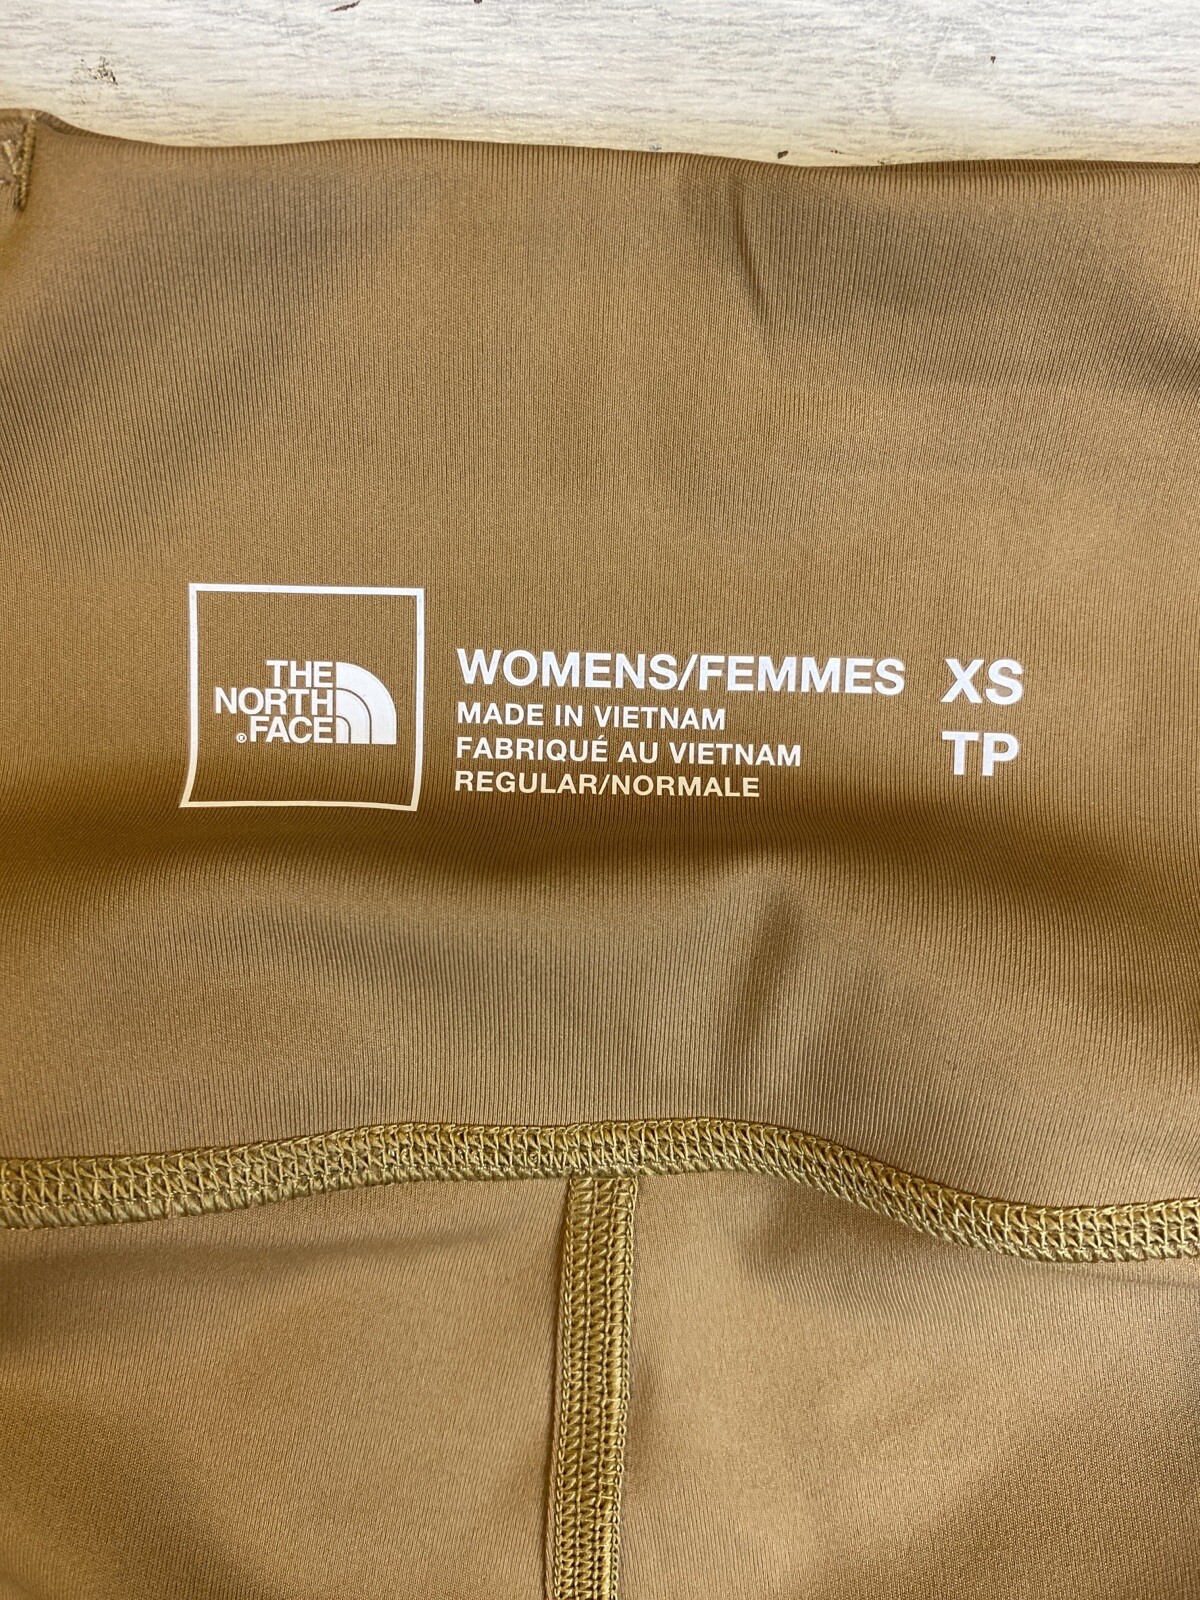 THE
NORTH
FACE
®
WOMENS/FEMMES XS
MADE IN VIETNAM TP
FABRIQUÉ AU VIETNAM
REGULAR/NORMALE